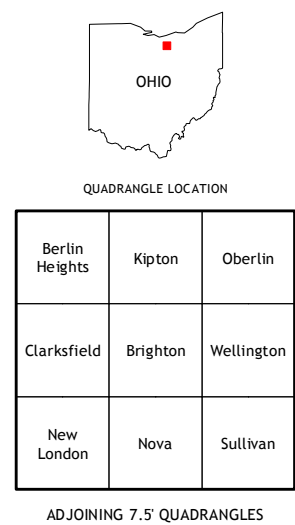 OHIO
QUADRANGLE LOCATION
Berlin
Heights
Kipton
Oberlin
Clarksfield
Brighton
Wellington
New
London
Nova
Sullivan
ADJOINING 7.5' QUADRANGLES